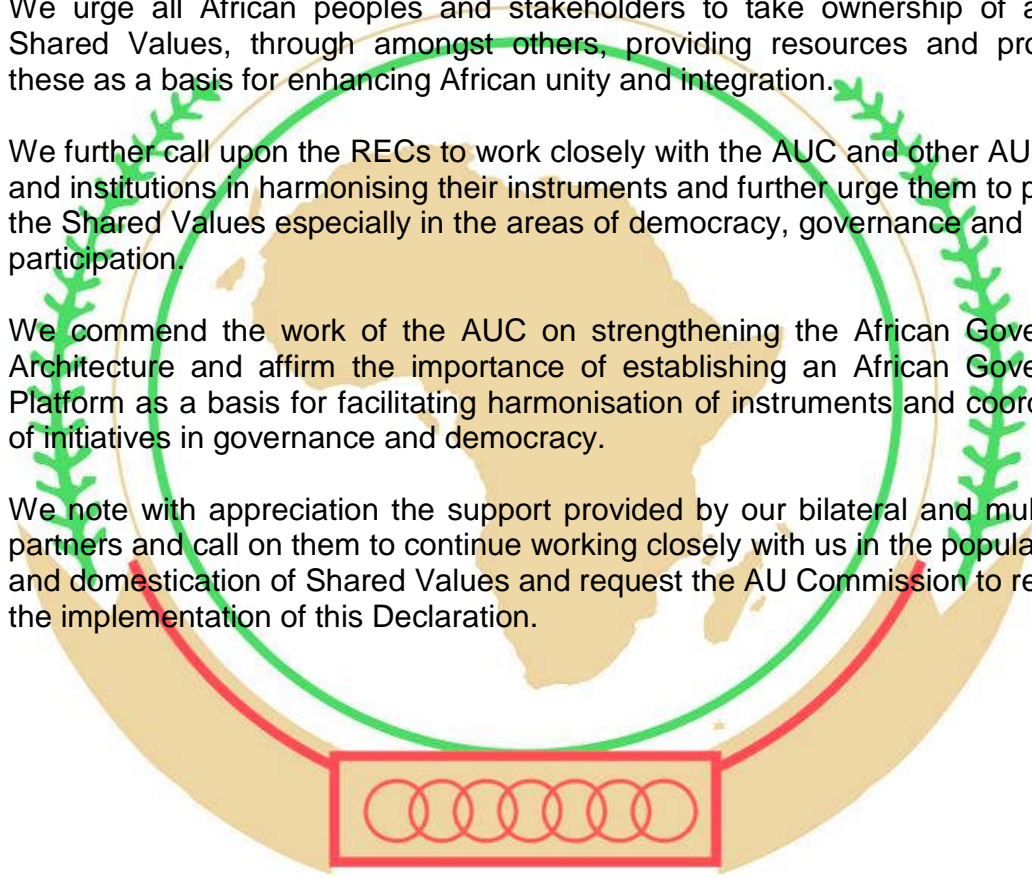 We urge all African peoples and stakeholders to take ownership of a
Shared Values, through amongst others, providing resources and pro
these as a basis for enhancing African unity and integration.
We further call upon the RECs to work closely with the AUC and other AU
and institutions in harmonising their instruments and further urge them to p
the Shared Values especially in the areas of democracy, governance and
participation.
We commend the work of the AUC on strengthening the African Gove
Architecture and affirm the importance of establishing an African Gove
Platform as a basis for facilitating harmonisation of instruments and coord
of initiatives in governance and democracy.
We note with appreciation the support provided by our bilateral and mul
partners and call on them to continue working closely with us in the popula
and domestication of Shared Values and request the AU Commission to re
the implementation of this Declaration.